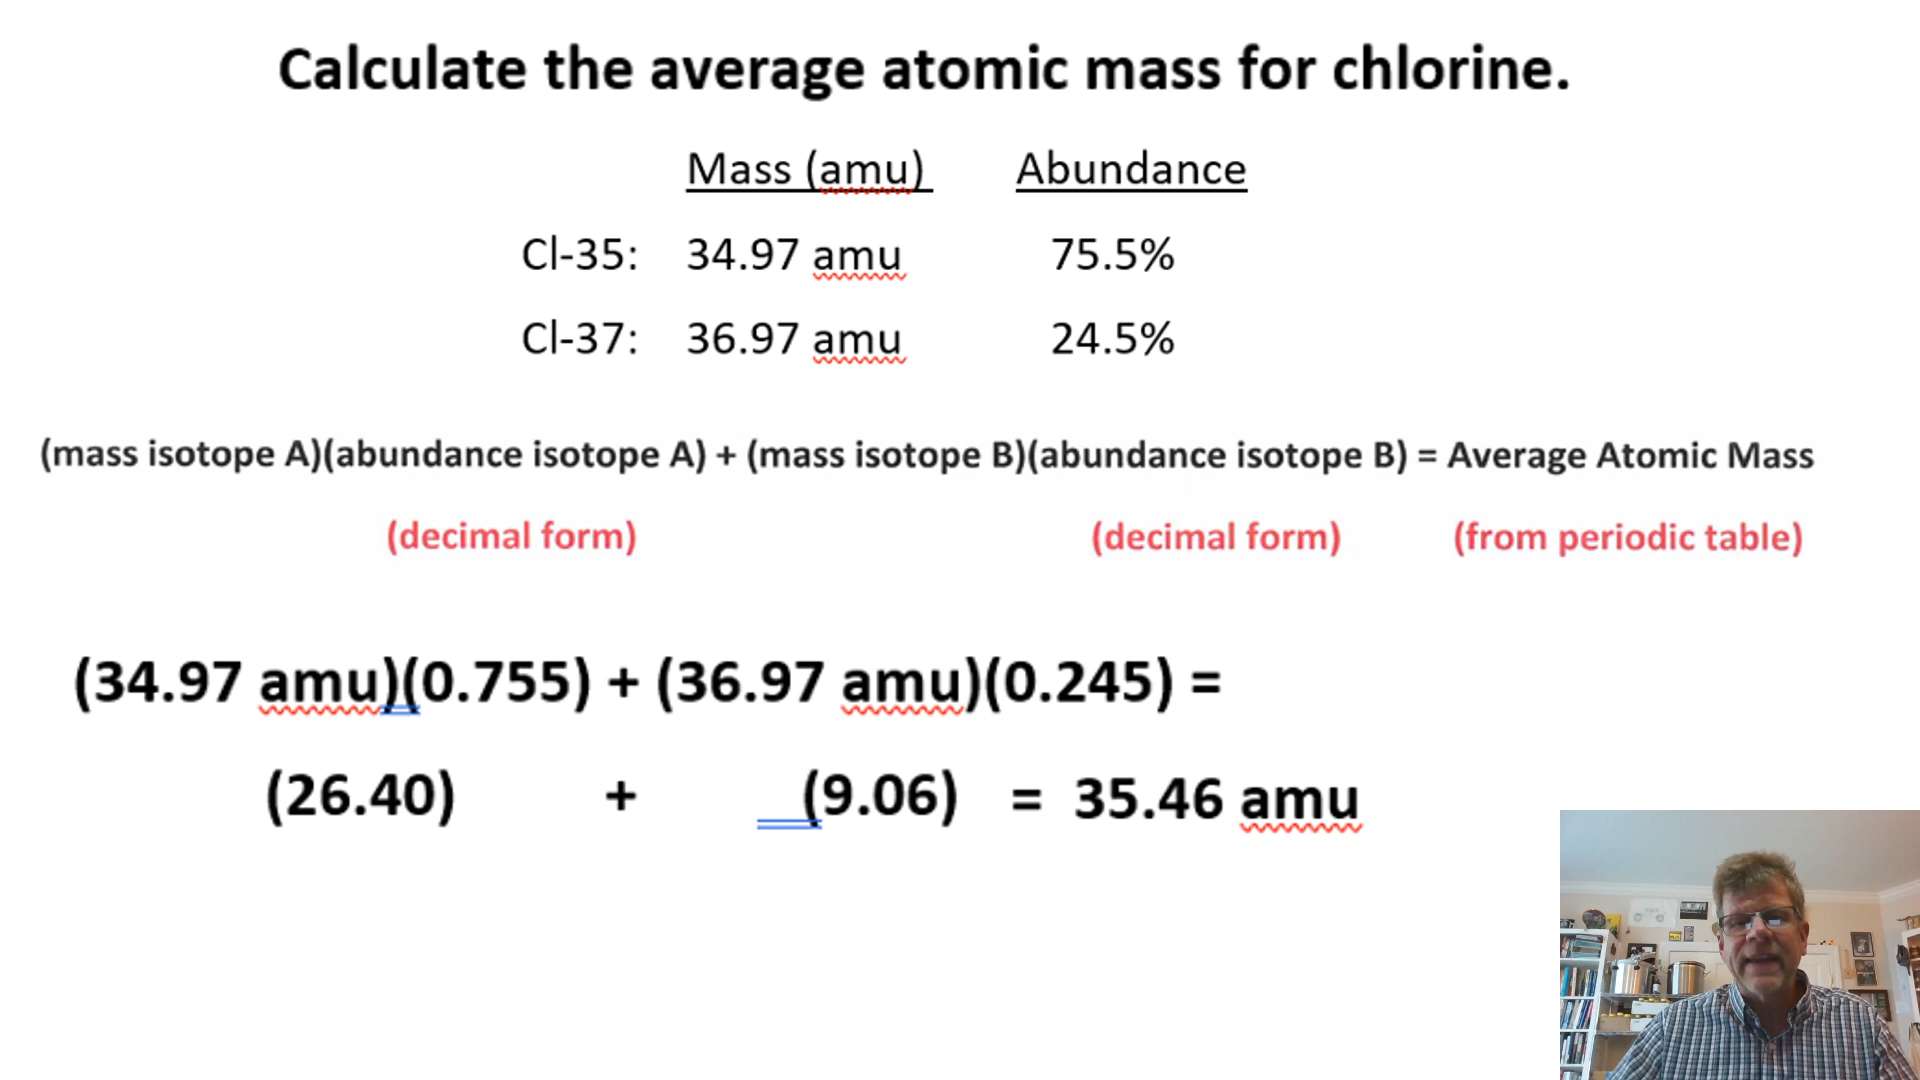 Calculate the average atomic mass for chlorine.
Mass (amu) Abundance
Cl-35: 34.97 amu 75.5%
Cl-37: 36.97 amu 24.5%
(mass isotope A)(abundance isotope A) + (mass isotope B)(abundance isotope B) = Average Atomic Mass
(decimal form) (decimal form) (from periodic table)
(34.97 amu)(0.755) + (36.97 amu)(0.245) =
(26.40) + (9.06) = 35.46 amu